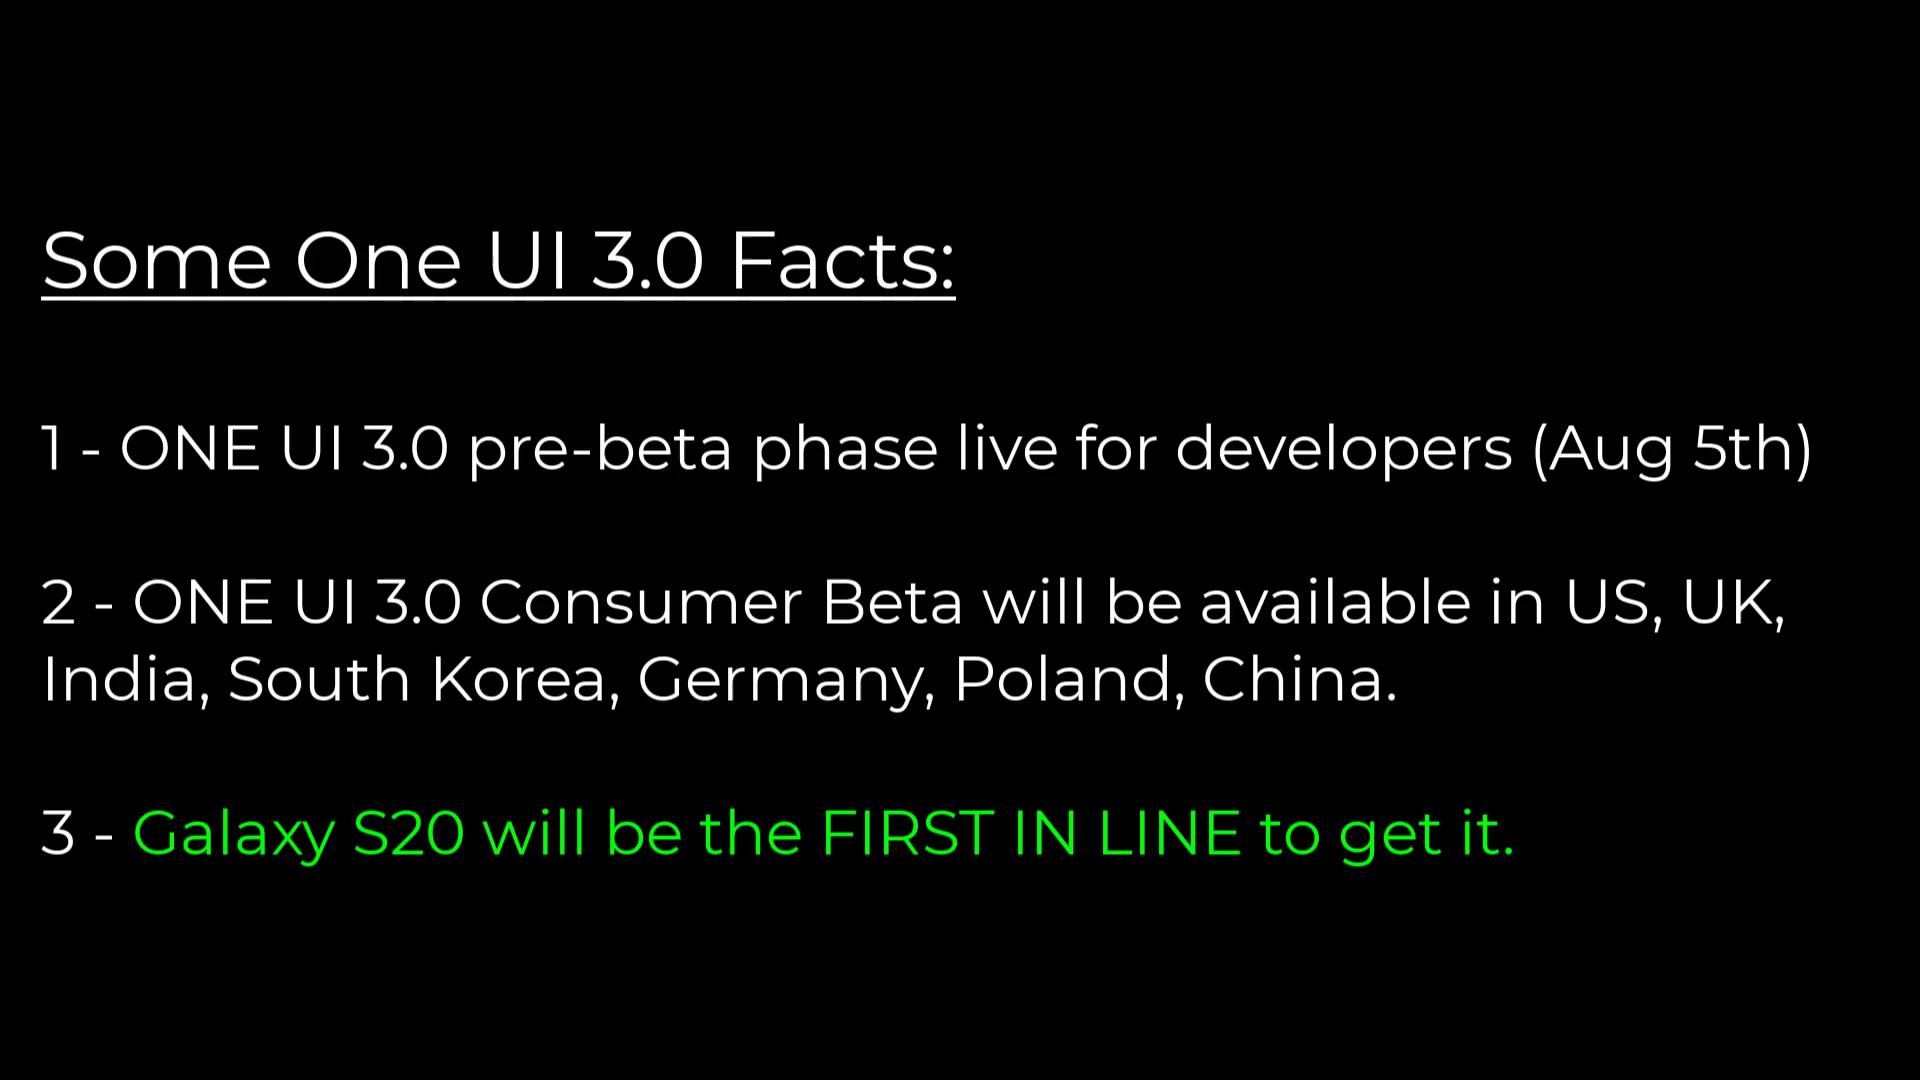 Some One UI 3.0 Facts:
1 - ONE UI 3.0 pre-beta phase live for developers (Aug 5th)
2 - ONE UI 3.0 Consumer Beta will be available in US, UK,
India, South Korea, Germany, Poland, China.
3 - Galaxy S20 will be the FIRST IN LINE to get it.